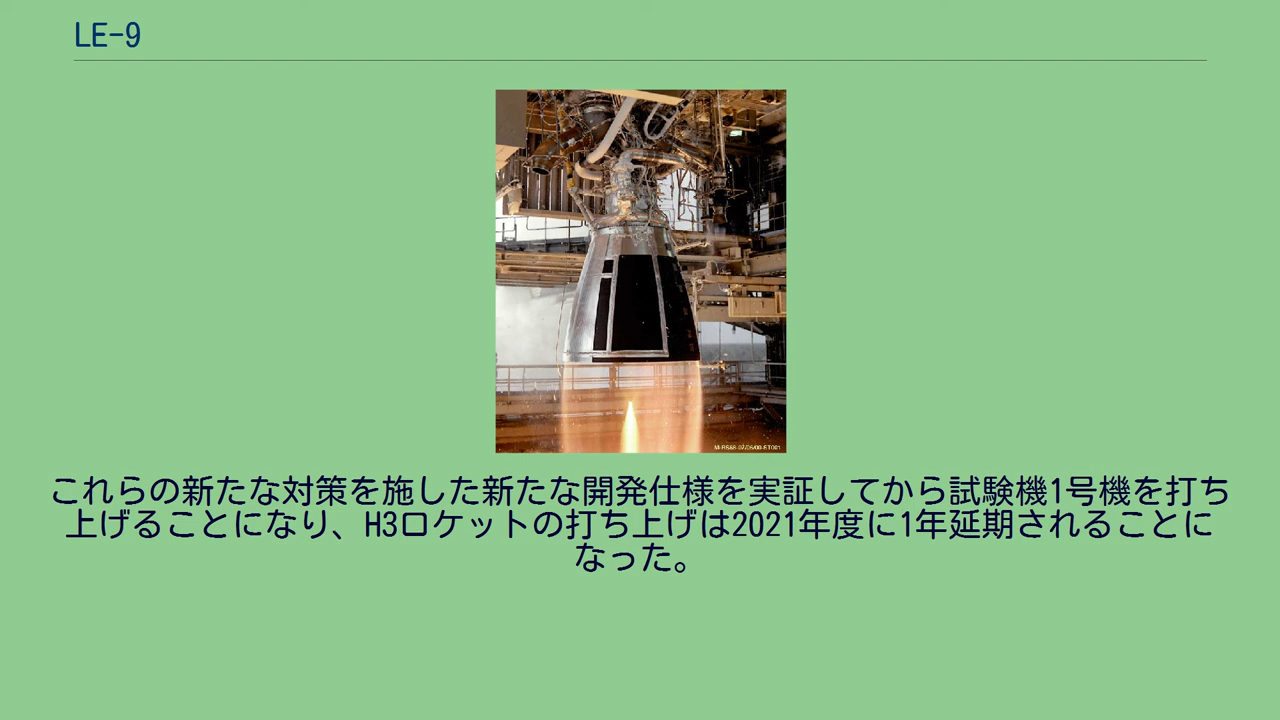 LE-9
これらの新たな対策を施した新たな開発仕様を実証してから試験機1号機を打ち
上げることになり、H3ロケットの打ち上げは2021年度に1年延期されることに
なった。